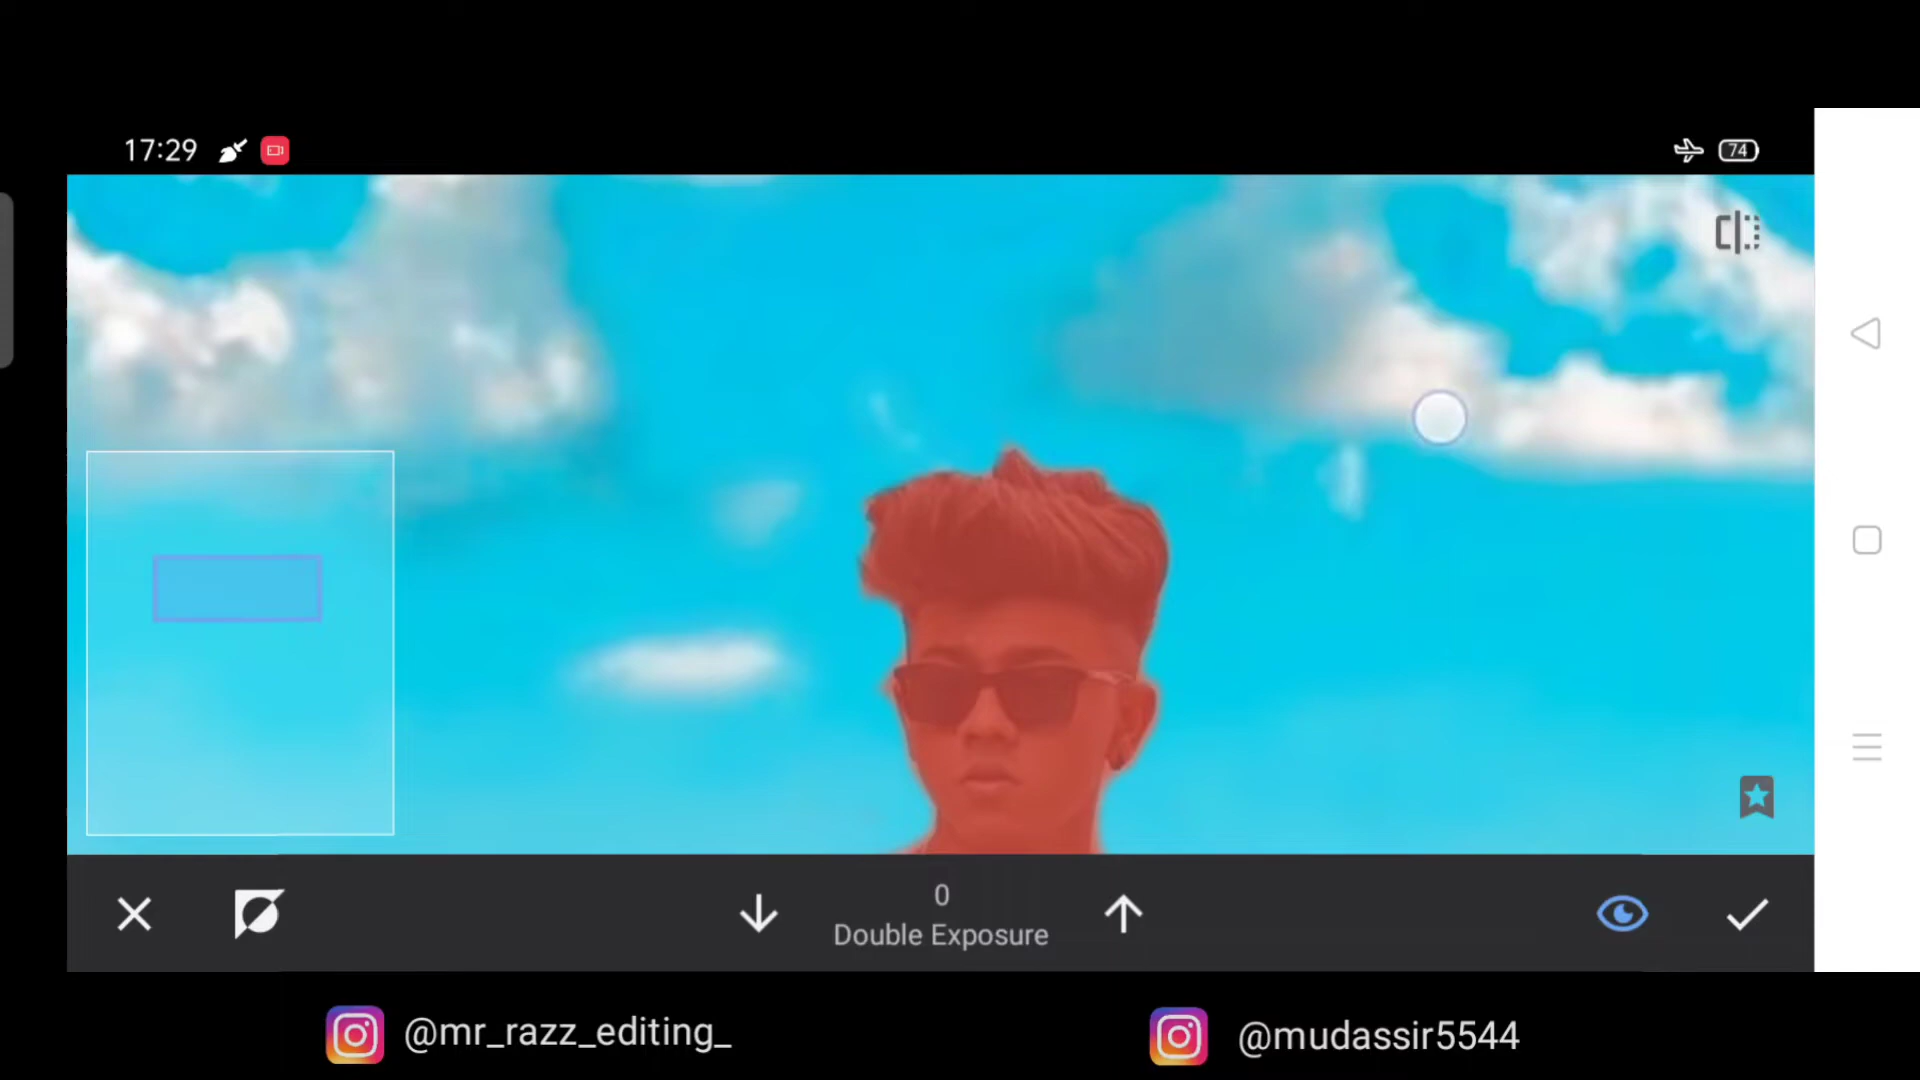 17:29
74
0
Double Exposure
@mr_razz_editing_
@mudassir5544